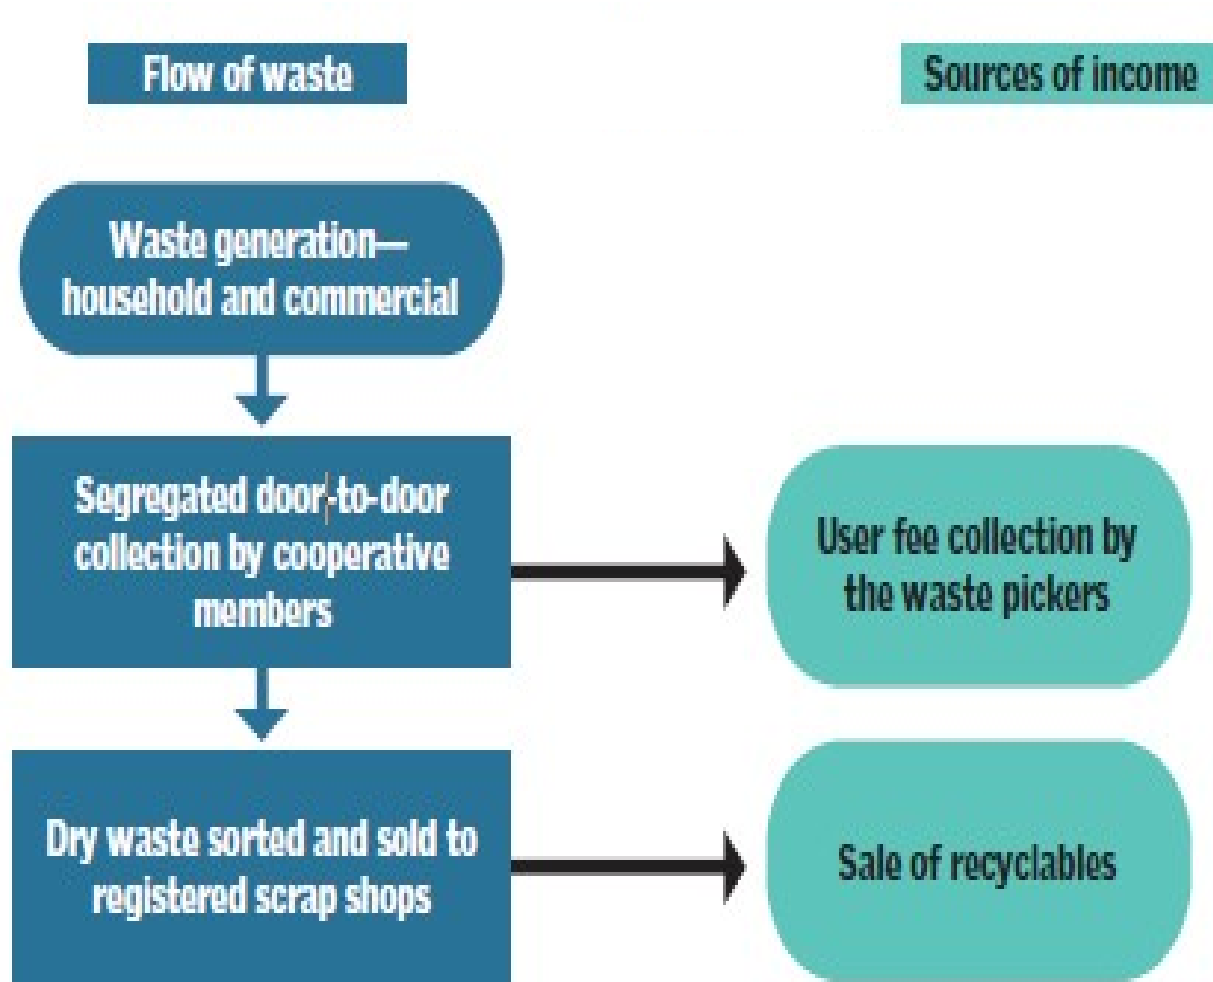 Flow of waste
Sources of income
Waste generation—
household and commercial
Segregated door-to-door
collection by cooperative
members
User fee collection by
the waste pickers
Dry waste sorted and sold to
registered scrap shops
Sale of recyclables